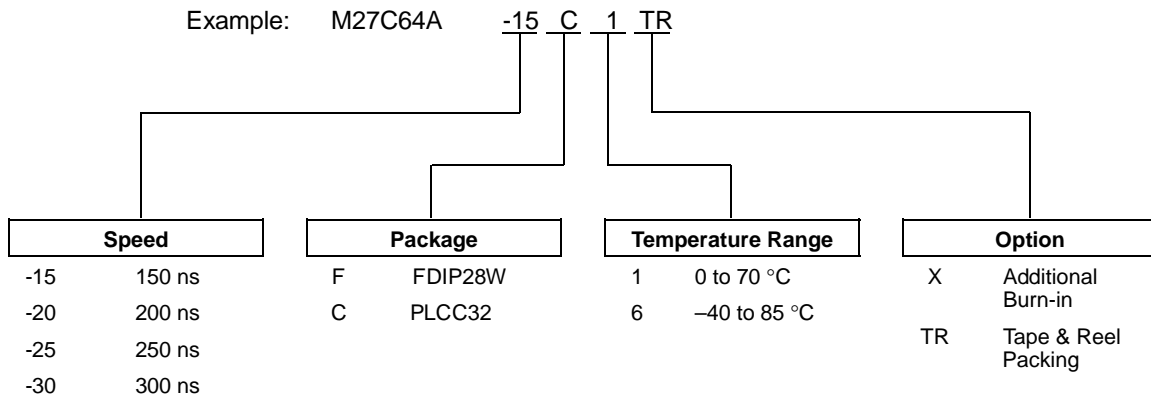 Example: M27C64A -15 C 1 TR
Speed Package Temperature Range Option
-15 150 ns F FDIP28W 1 0 to 70 °C X Additional Burn-in
-20 200 ns C PLCC32 6 –40 to 85 °C
-25 250 ns TR Tape & Reel Packing
-30 300 ns